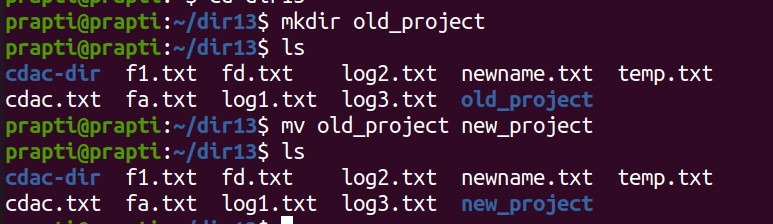 prapti@prapti:~/dir13$ mkdir old_project
prapti@prapti:~/dir13$ ls
cdac-dir f1.txt fd.txt log2.txt newname.txt temp.txt
cdac.txt fa.txt log1.txt log3.txt old_project
prapti@prapti:~/dir13$ mv old_project new_project
prapti@prapti:~/dir13$ ls
cdac-dir f1.txt fd.txt log2.txt newname.txt temp.txt
cdac.txt fa.txt log1.txt log3.txt new_project
prapti@prapti:~/dir13$